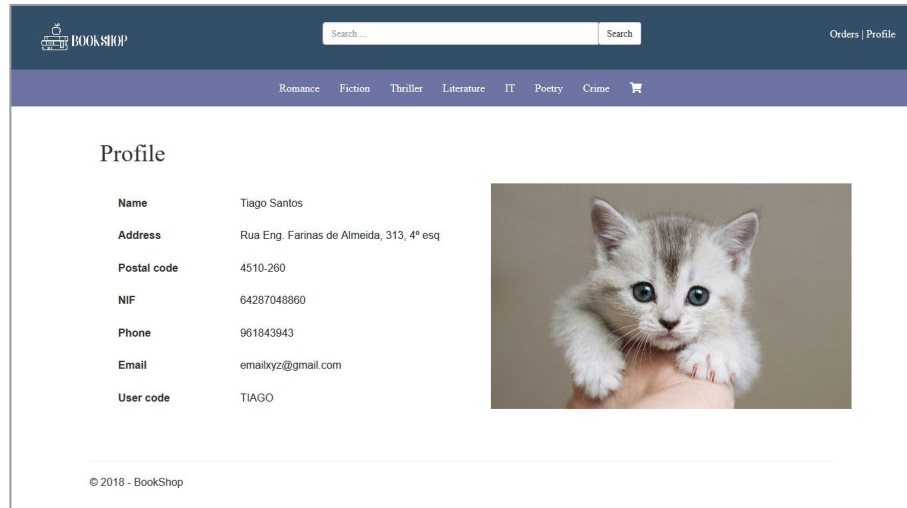 BOOKSHOP
Search ...
Search
Orders | Profile
Romance Fiction Thriller Literature IT Poetry Crime
Profile
Name Tiago Santos
Address Rua Eng. Farinas de Almeida, 313, 4º esq
Postal code 4510-260
NIF 64287048860
Phone 961843943
Email emailxyz@gmail.com
User code TIAGO
© 2018 - BookShop